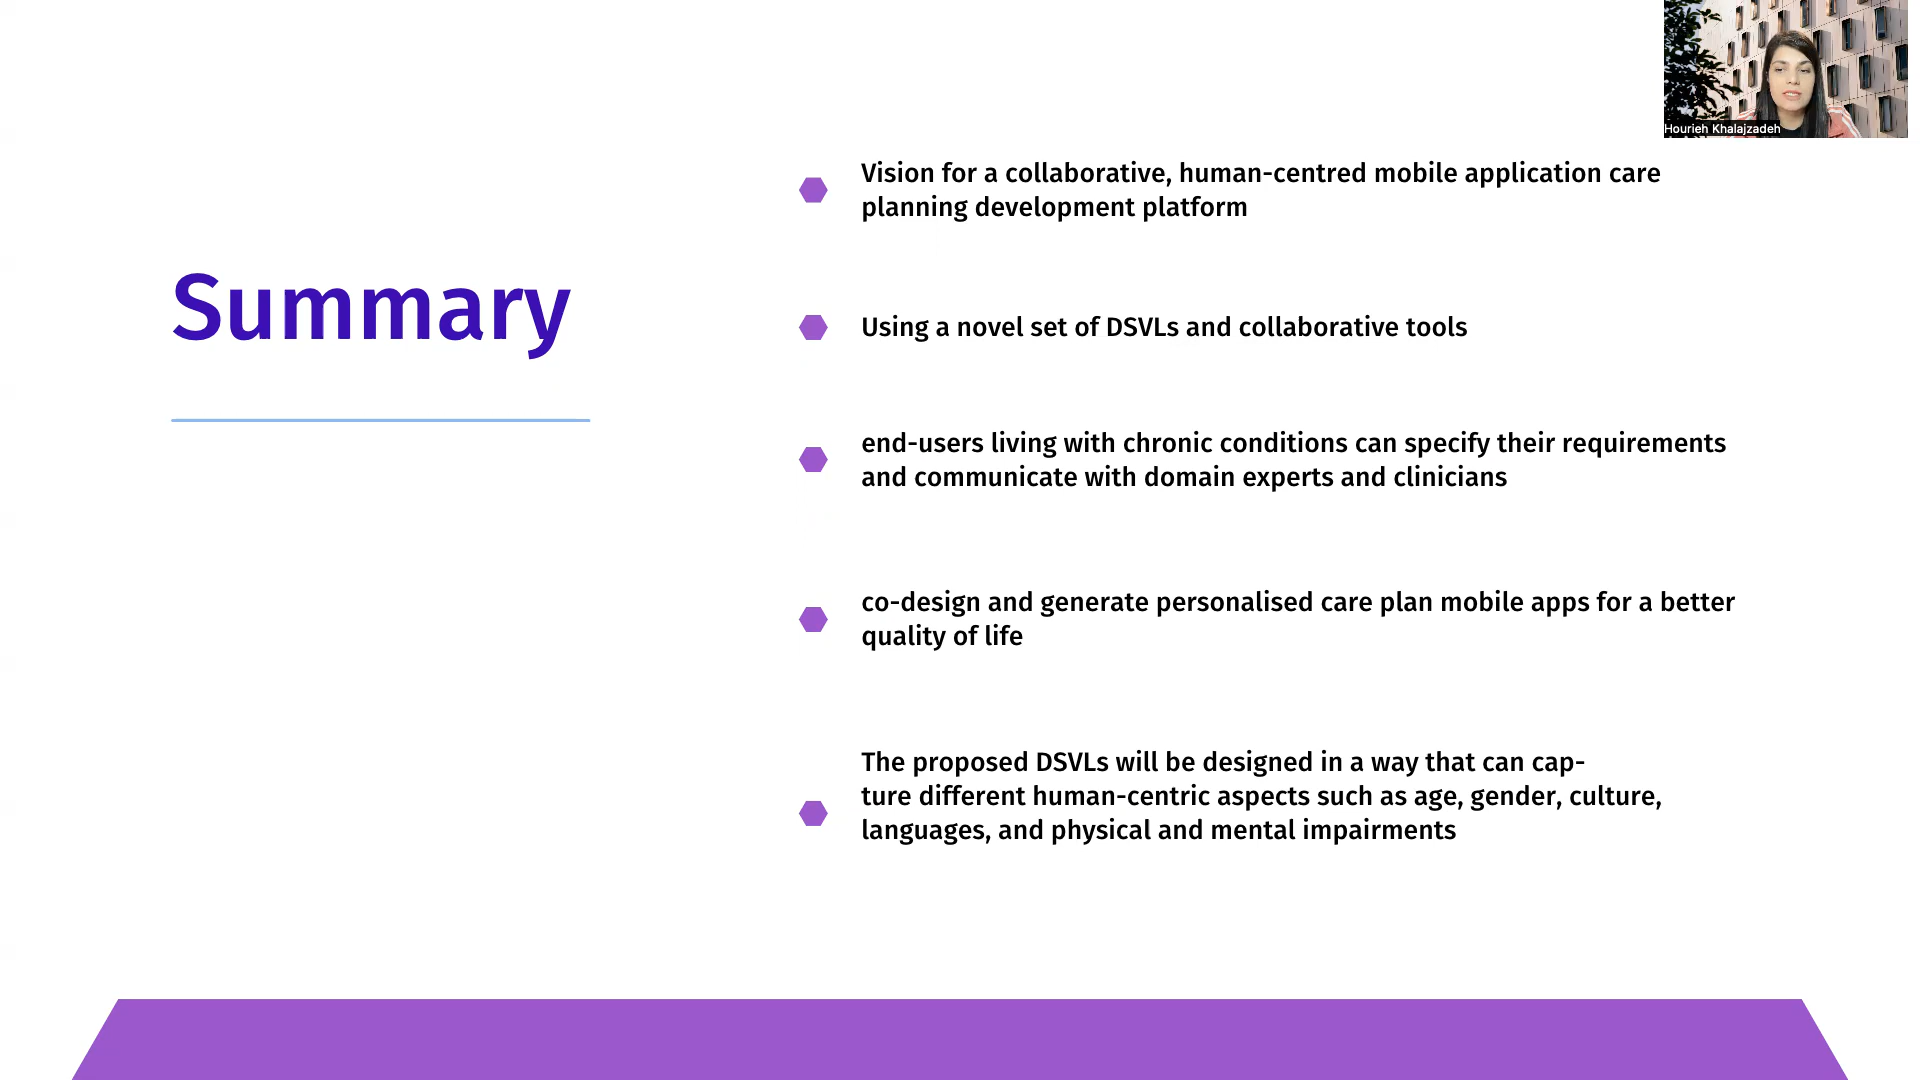 Hourieh Khalajzadeh
Summary
Vision for a collaborative, human-centred mobile application care
planning development platform
Using a novel set of DSVLs and collaborative tools
end-users living with chronic conditions can specify their requirements
and communicate with domain experts and clinicians
co-design and generate personalised care plan mobile apps for a better
quality of life
The proposed DSVLs will be designed in a way that can cap-
ture different human-centric aspects such as age, gender, culture,
languages, and physical and mental impairments